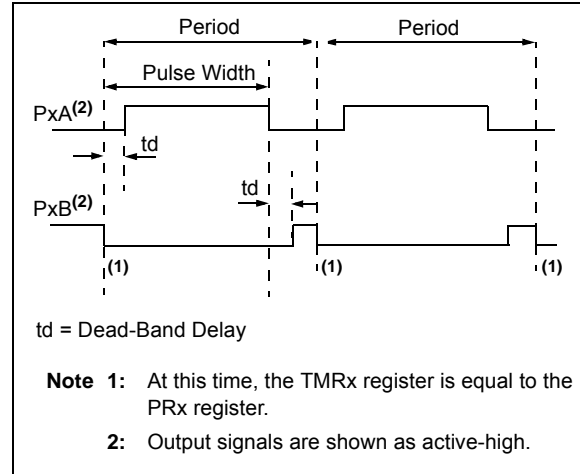 Period
Period
Pulse Width
PxA(2)
td
td
PxB(2)
(1)
(1)
(1)
td = Dead-Band Delay
Note 1: At this time, the TMRx register is equal to the
PRx register.
2: Output signals are shown as active-high.